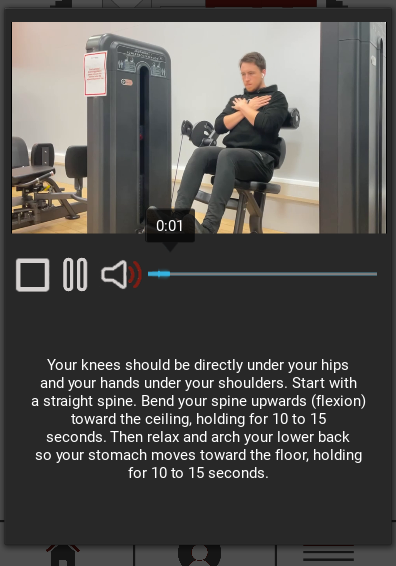 0:01
Your knees should be directly under your hips
and your hands under your shoulders. Start with
a straight spine. Bend your spine upwards (flexion)
toward the ceiling, holding for 10 to 15
seconds. Then relax and arch your lower back
so your stomach moves toward the floor, holding
for 10 to 15 seconds.